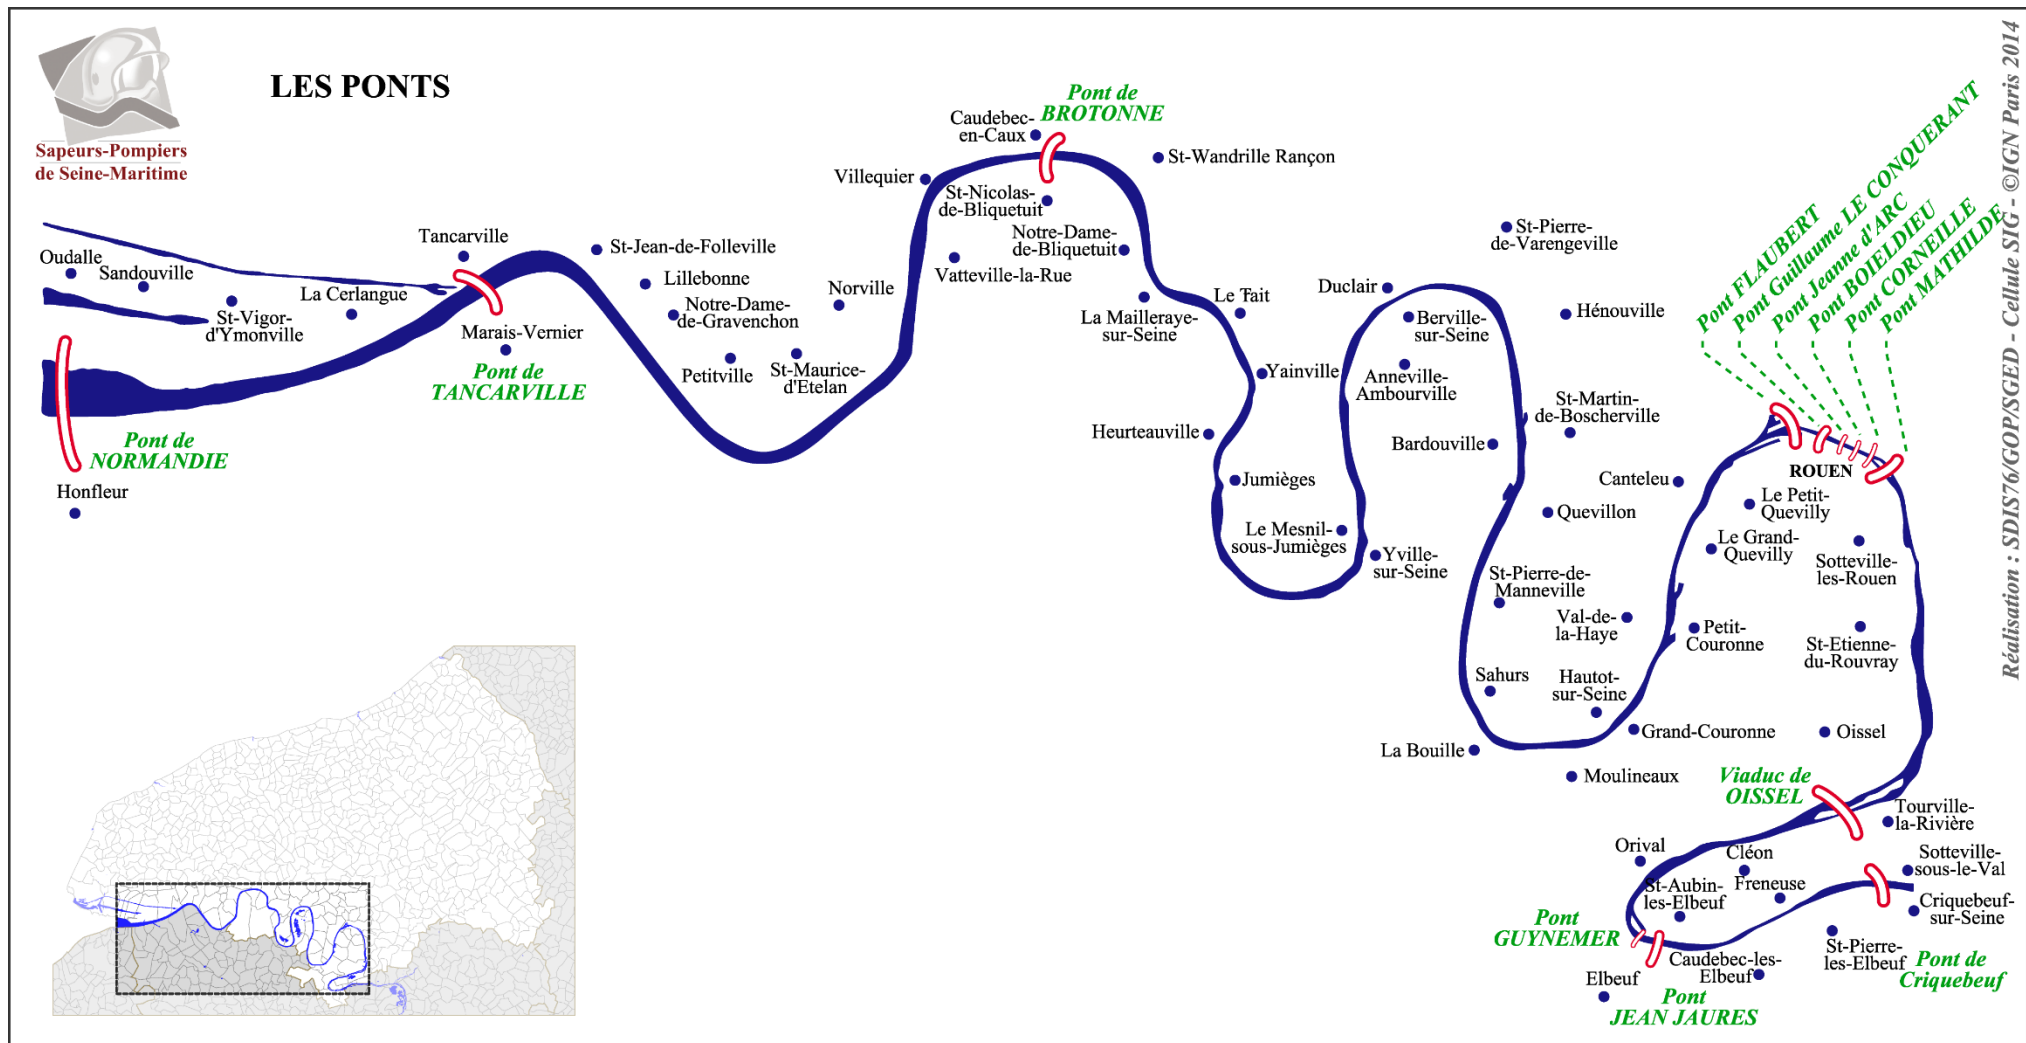 LES PONTS
Sapeurs-Pompiers
de Seine-Maritime
Pont de
BROTONNE
Caudebec-
en-Caux
St-Wandrille Rançon
Villequier
St-Nicolas-
de-Bliquetuit
Notre-Dame-
de-Bliquetuit
Vatteville-la-Rue
Tancarville
St-Jean-de-Folleville
Oudalle
Sandouville
Lillebonne
La Cerlangue
St-Vigor-
d'Ymonville
Notre-Dame-
de-Gravenchon
Norville
Marais-Vernier
Pont de
TANCARVILLE
Petitville
St-Maurice-
d'Etelan
La Mailleraye-
sur-Seine
Le Tait
Yainville
Heurteauville
Jumièges
Le Mesnil-
sous-Jumièges
Yville-
sur-Seine
Duclair
Berville-
sur-Seine
Anneville-
Ambourville
Bardouville
St-Pierre-
de-Varengeville
Hénouville
St-Martin-
de-Boscherville
Quevillon
Canteleu
St-Pierre-de-
Manneville
Val-de-
la-Haye
Sahurs
Hautot-
sur-Seine
La Bouille
Moulineaux
Grand-Couronne
Petit-
Couronne
Le Grand-
Quevilly
Le Petit-
Quevilly
ROUEN
Pont FLAUBERT
Pont Guillaume LE CONQUERANT
Pont Jeanne d'ARC
Pont BOIELDIEU
Pont CORNEILLE
Pont MATHILDE
Sotteville-
les-Rouen
St-Etienne-
du-Rouvray
Oissel
Viaduc de
OISSEL
Tourville-
la-Rivière
Orival
Cléon
Freneuse
St-Aubin-
les-Elbeuf
Sotteville-
sous-le-Val
Criquebeuf-
sur-Seine
Pont
GUYNEMER
Caudebec-les-
Elbeuf
St-Pierre-
les-Elbeuf
Pont de
Criquebeuf
Elbeuf
Pont
JEAN JAURES
Pont de
NORMANDIE
Honfleur
Réalisation : SDIS76/GOP/SGED - Cellule SIG - ©IGN Paris 2014